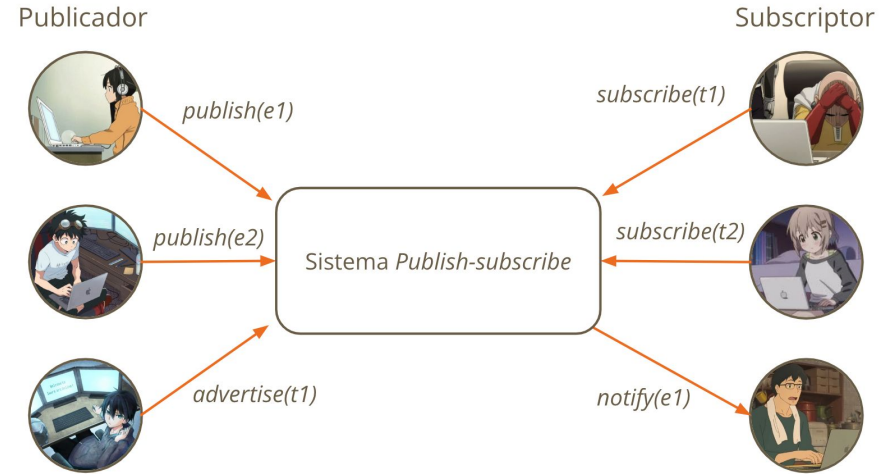 Publicador
Subscriptor
publish(e1)
subscribe(t1)
publish(e2)
subscribe(t2)
Sistema Publish-subscribe
advertise(t1)
notify(e1)